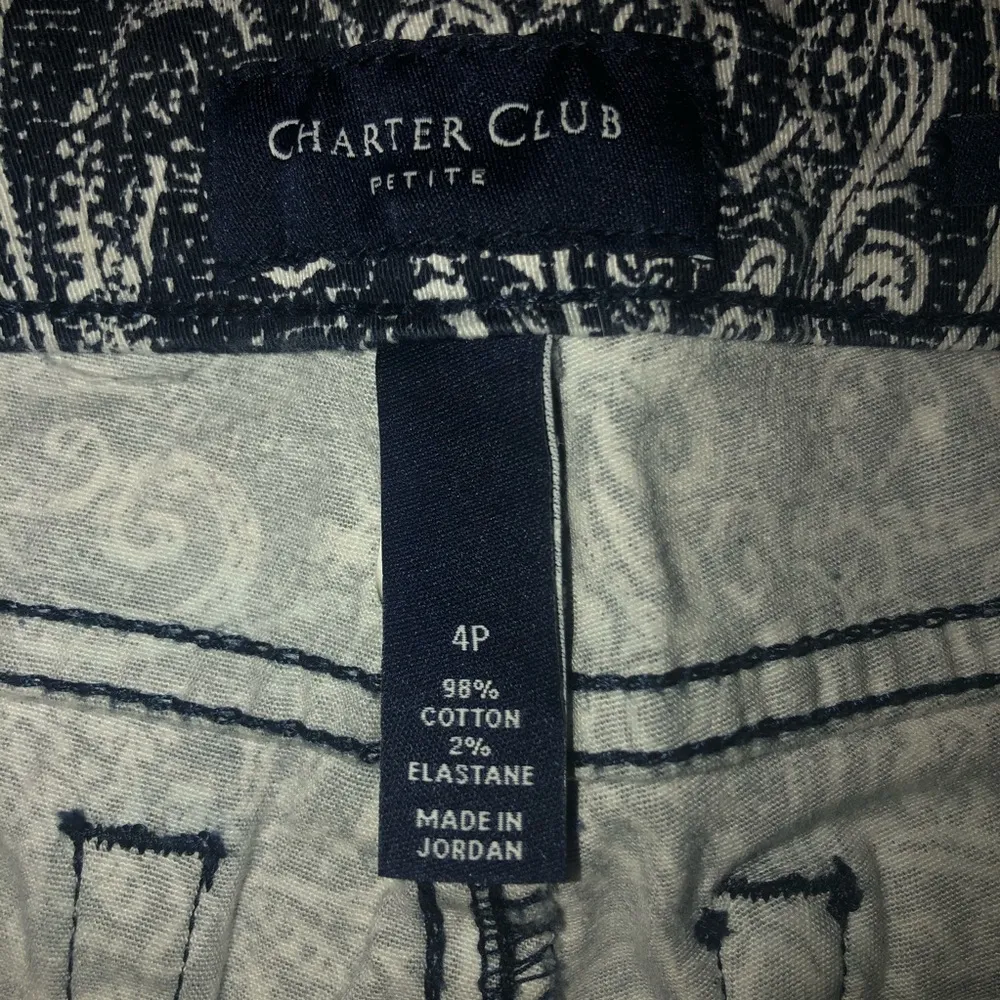 CHARTER CLUB
PETITE
4P
98%
COTTON
2%
ELASTANE
MADE IN
JORDAN